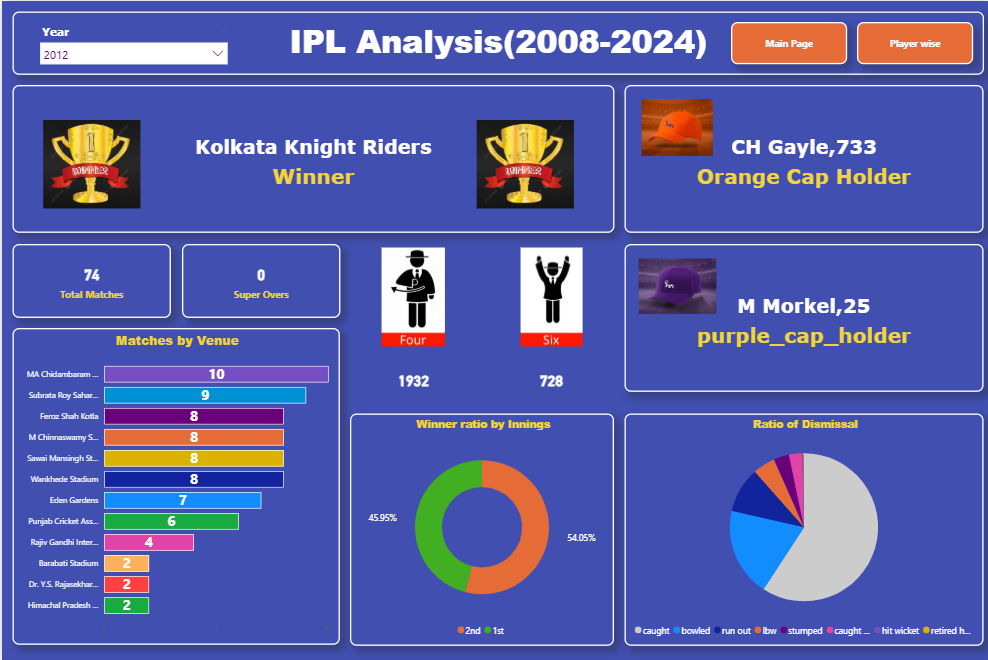 Year
2012
IPL Analysis(2008-2024)
Main Page
Player wise
1
WINNER
Kolkata Knight Riders
Winner
1
WINNER
CH Gayle,733
Orange Cap Holder
74
Total Matches
0
Super Overs
Four
1932
Six
728
M Morkel,25
purple_cap_holder
Matches by Venue
MA Chidambaram ...
10
Subrata Roy Sahar...
9
Feroz Shah Kotla
8
M Chinnaswamy S...
8
Sawai Mansingh St...
8
Wankhede Stadium
8
Eden Gardens
7
Punjab Cricket Ass...
6
Rajiv Gandhi Inter...
4
Barabati Stadium
2
Dr. Y.S. Rajasekhar...
2
Himachal Pradesh ...
2
Winner ratio by Innings
45.95%
54.05%
2nd 1st
Ratio of Dismissal
caught bowled run out lbw stumped caught ... hit wicket retired h...